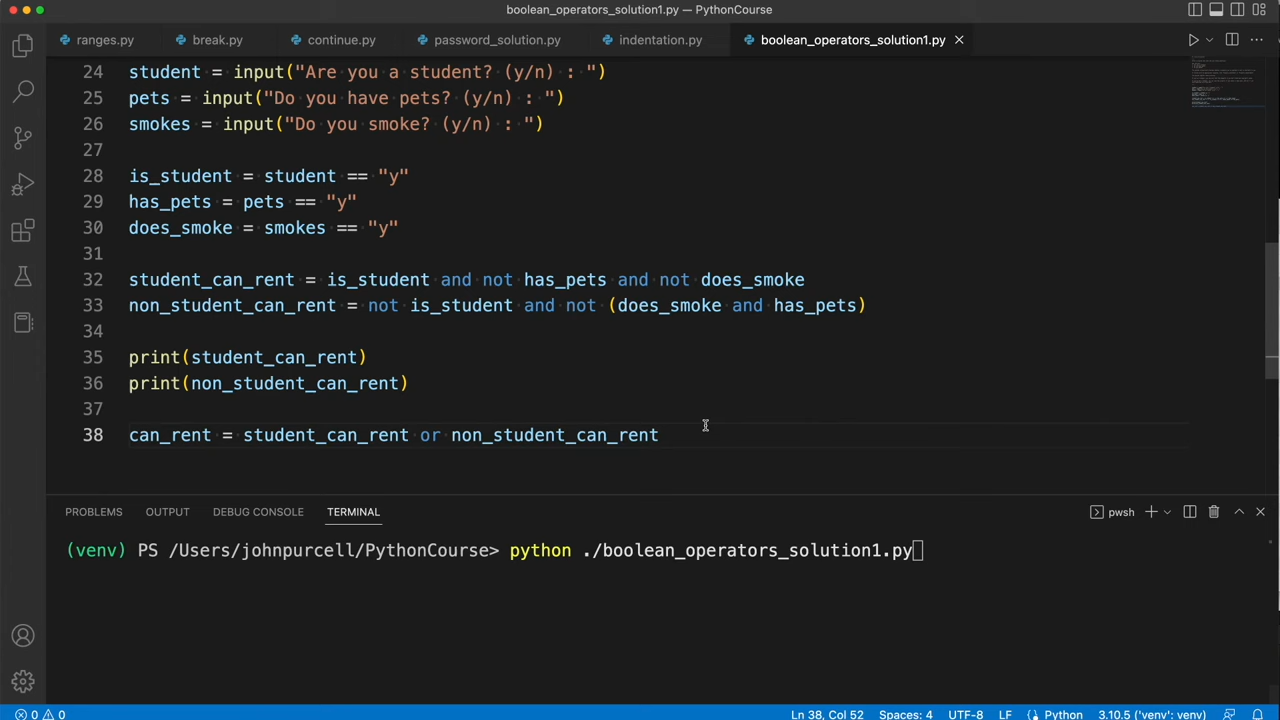 boolean_operators_solution1.py — PythonCourse
ranges.py break.py continue.py password_solution.py indentation.py boolean_operators_solution1.py
24 student = input("Are you a student? (y/n) : ")
25 pets = input("Do you have pets? (y/n) : ")
26 smokes = input("Do you smoke? (y/n) : ")
27
28 is_student = student == "y"
29 has_pets = pets == "y"
30 does_smoke = smokes == "y"
31
32 student_can_rent = is_student and not has_pets and not does_smoke
33 non_student_can_rent = not is_student and not (does_smoke and has_pets)
34
35 print(student_can_rent)
36 print(non_student_can_rent)
37
38 can_rent = student_can_rent or non_student_can_rent
PROBLEMS OUTPUT DEBUG CONSOLE TERMINAL pwsh
(venv) PS /Users/johnpurcell/PythonCourse> python ./boolean_operators_solution1.py
0 0 Ln 38, Col 52 Spaces: 4 UTF-8 LF Python 3.10.5 ('venv': venv)